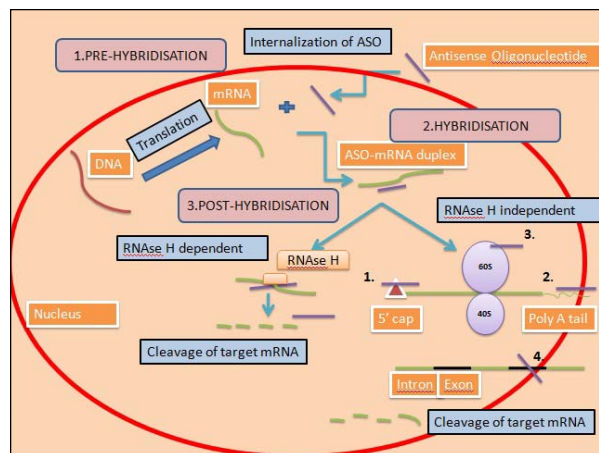 1.PRE-HYBRIDISATION
Internalization of ASO
Antisense Oligonucleotide
mRNA
2.HYBRIDISATION
Translation
DNA
ASO-mRNA duplex
3.POST-HYBRIDISATION
RNAse H independent
RNAse H dependent
RNAse H
3.
60S
1.
2.
Nucleus
5' cap
40S
Poly A tail
Cleavage of target mRNA
4.
Intron
Exon
Cleavage of target mRNA